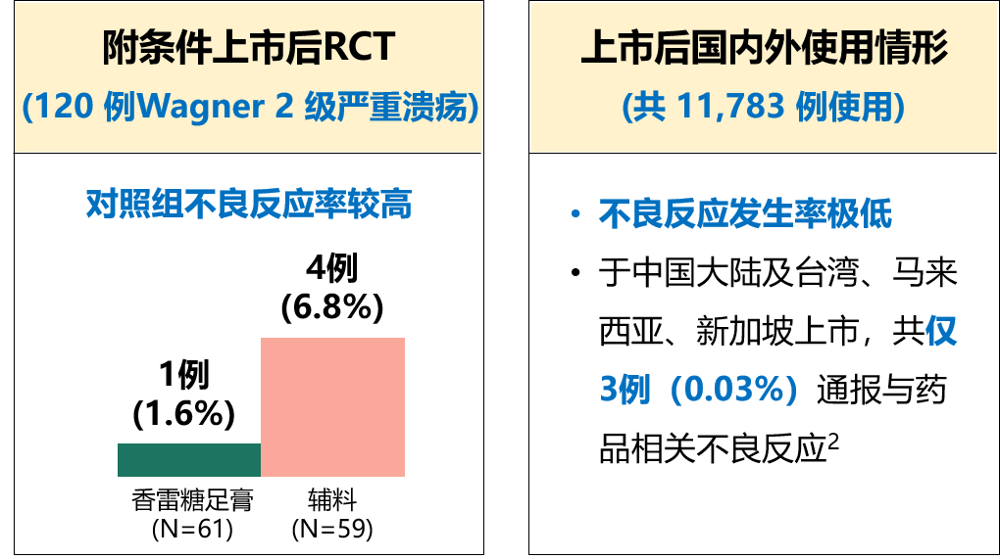 附条件上市后RCT
(120 例Wagner 2 级严重溃疡)
对照组不良反应率较高
4例
(6.8%)
1例
(1.6%)
香雷糖足膏
(N=61)
辅料
(N=59)
上市后国内外使用情形
(共 11,783 例使用)
• 不良反应发生率极低
• 于中国大陆及台湾、马来
西亚、新加坡上市，共仅
3例（0.03%）通报与药
品相关不良反应2